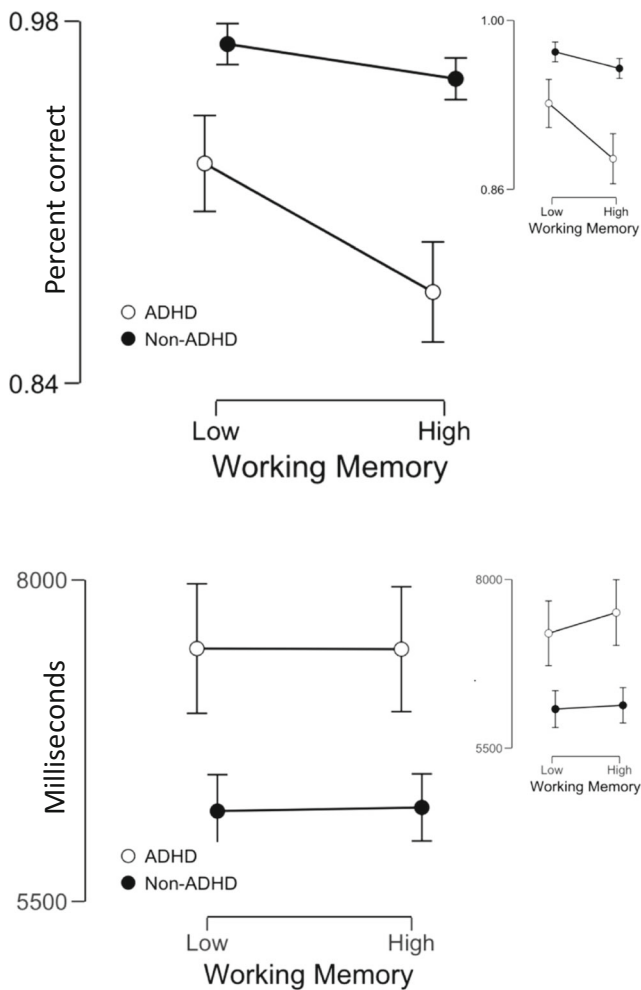 0.98
Percent correct
0.84
ADHD
Non-ADHD
Low High
Working Memory
1.00
0.86
Low High
Working Memory
8000
Milliseconds
5500
ADHD
Non-ADHD
Low High
Working Memory
8000
5500
Low High
Working Memory